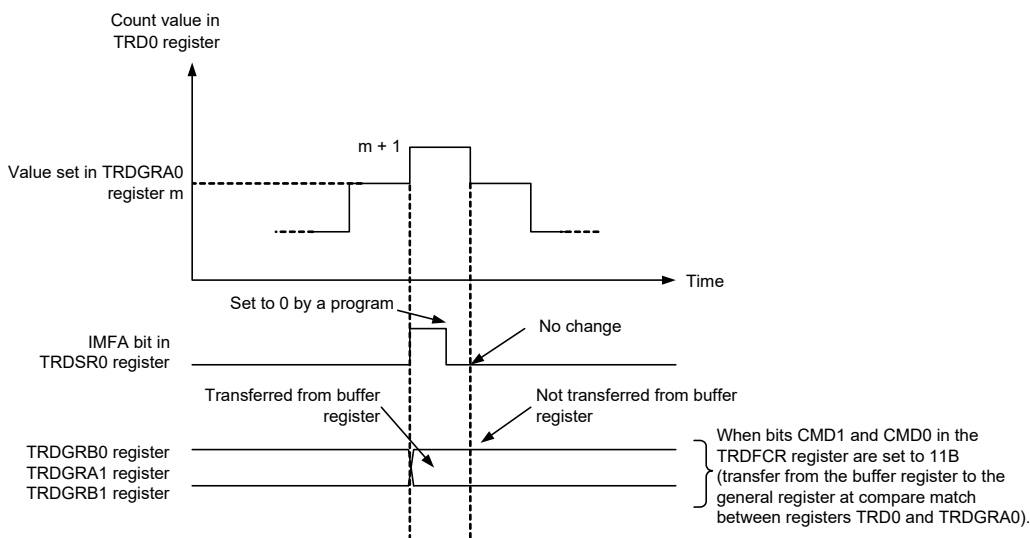 Count value in
TRD0 register
m + 1
Value set in TRDGRA0
register m
Time
Set to 0 by a program
No change
IMFA bit in
TRDSR0 register
Transferred from buffer
register
Not transferred from buffer
register
TRDGRB0 register
TRDGRA1 register
TRDGRB1 register
When bits CMD1 and CMD0 in the
TRDFCR register are set to 11B
(transfer from the buffer register to the
general register at compare match
between registers TRD0 and TRDGRA0).